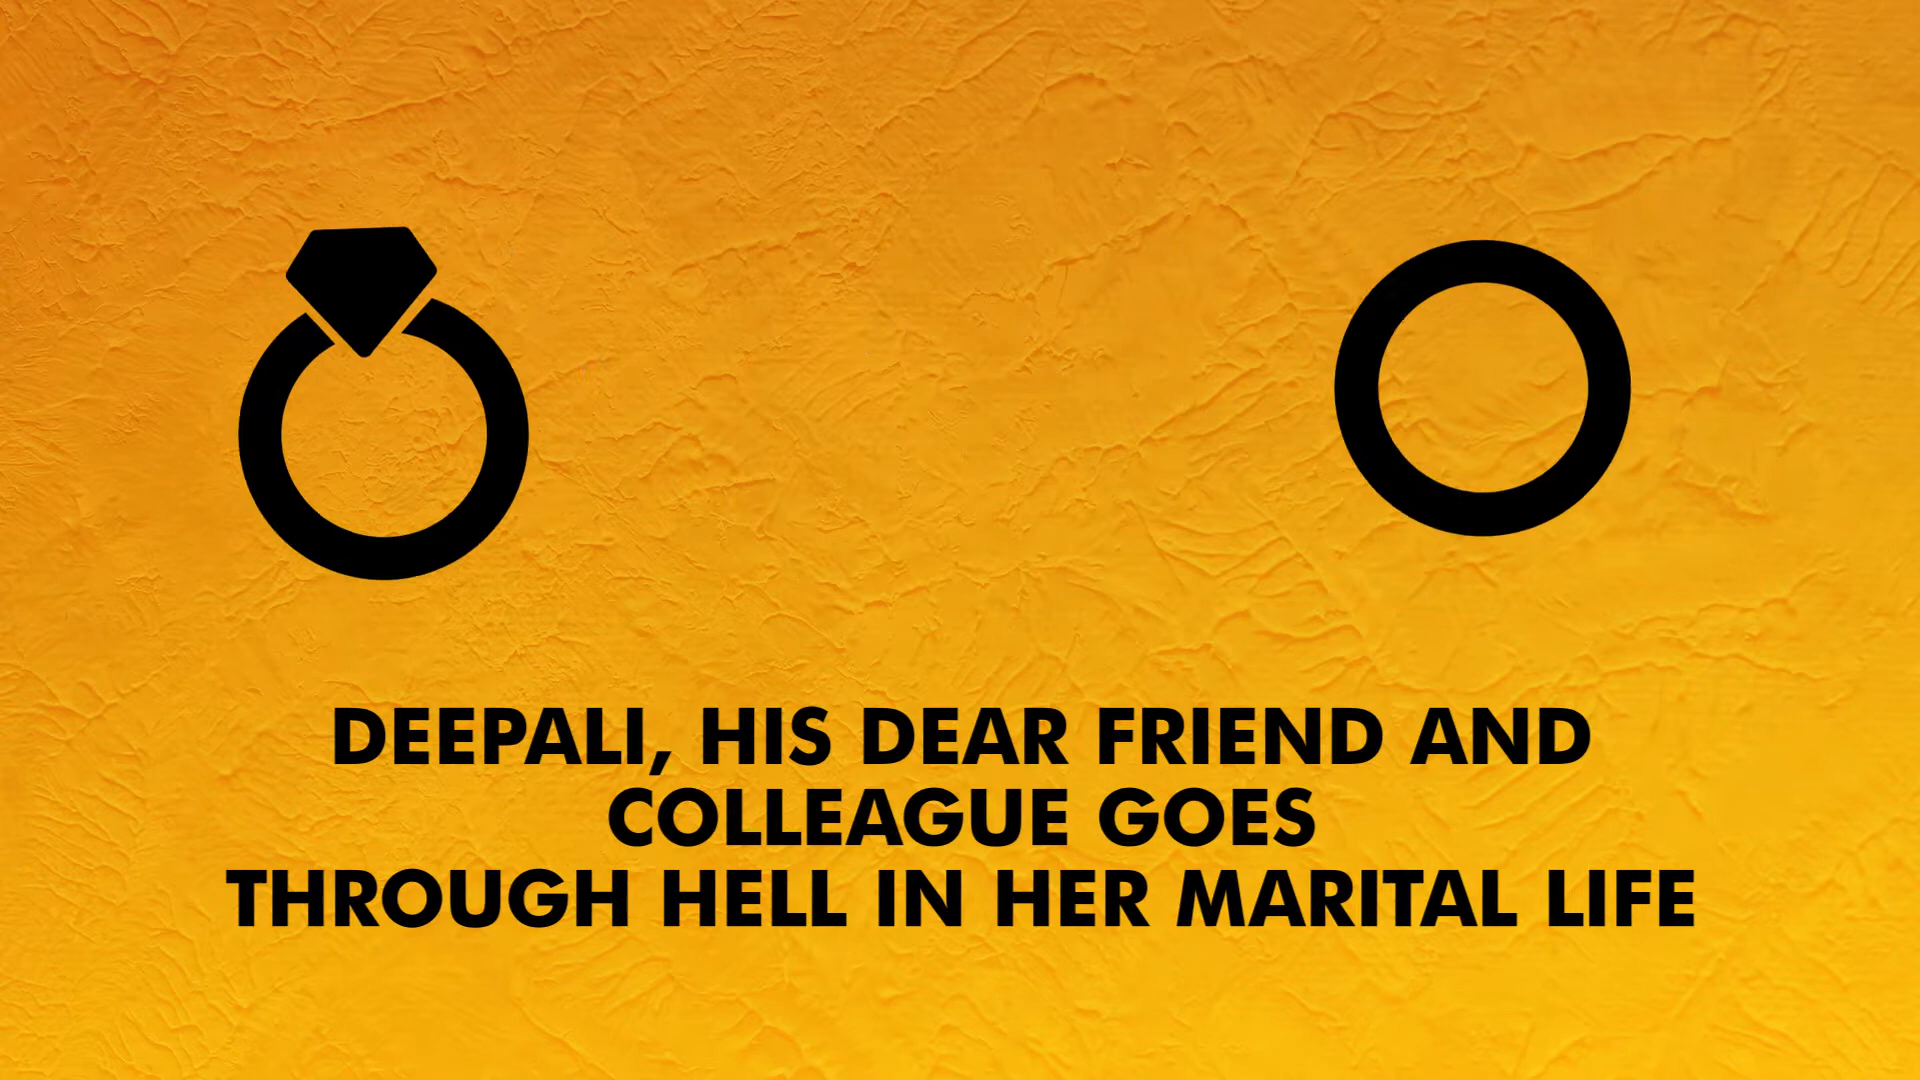 DEEPALI, HIS DEAR FRIEND AND
COLLEAGUE GOES
THROUGH HELL IN HER MARITAL LIFE